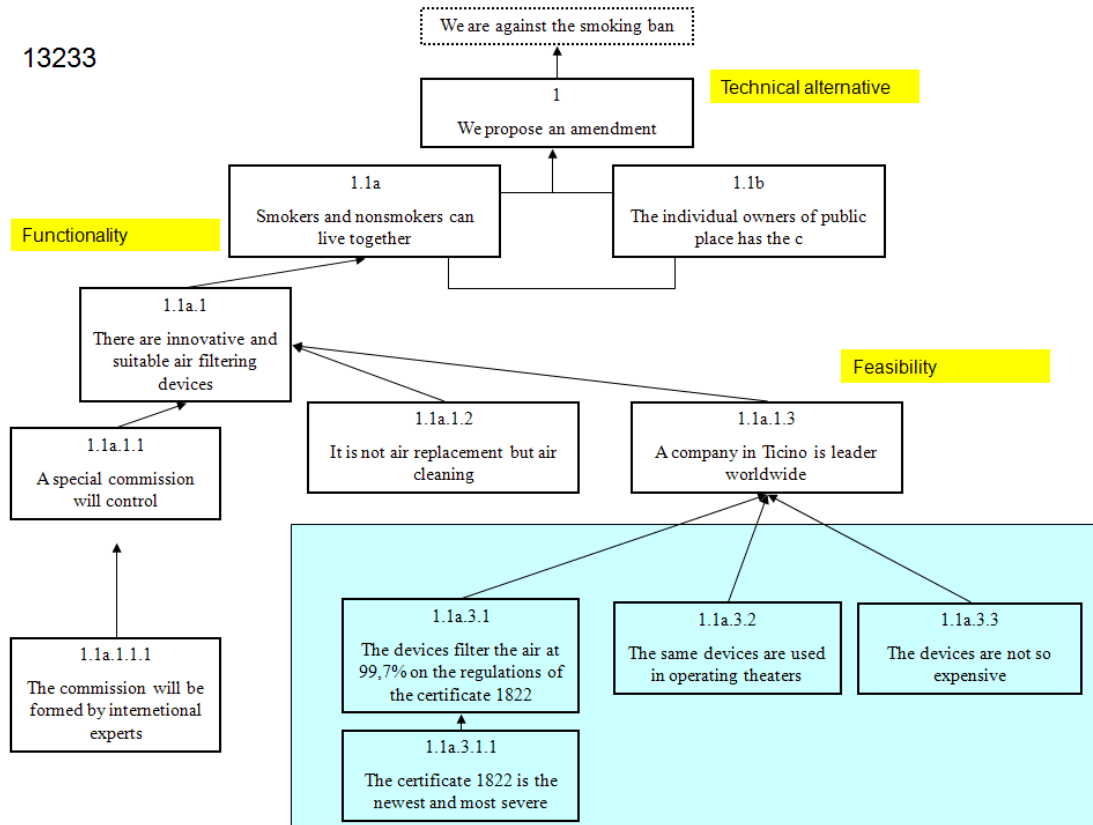 We are against the smoking ban
13233
Technical alternative
1
We propose an amendment
1.1a
Smokers and nonsmokers can
live together
1.1b
The individual owners of public
place has the c
Functionality
1.1a.1
There are innovative and
suitable air filtering
devices
Feasibility
1.1a.1.1
A special commission
will control
1.1a.1.2
It is not air replacement but air
cleaning
1.1a.1.3
A company in Ticino is leader
worldwide
1.1a.1.1.1
The commission will be
formed by internetional
experts
1.1a.3.1
The devices filter the air at
99,7% on the regulations of
the certificate 1822
1.1a.3.2
The same devices are used
in operating theaters
1.1a.3.3
The devices are not so
expensive
1.1a.3.1.1
The certificate 1822 is the
newest and most severe